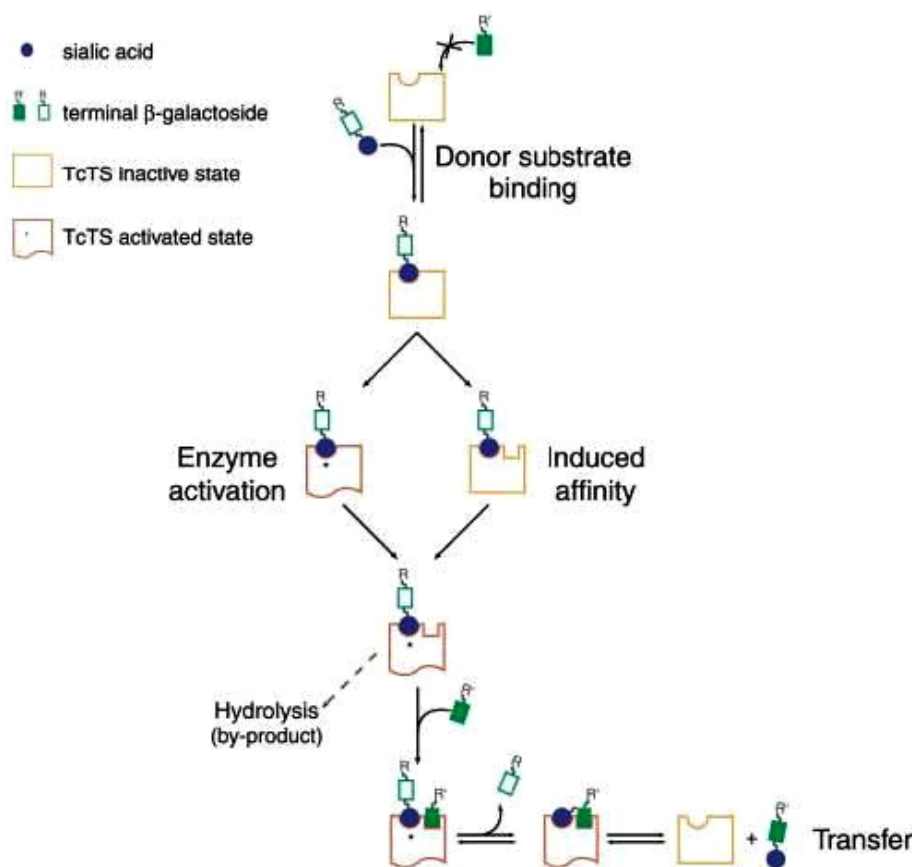 sialic acid
R' R
terminal β-galactoside
TcTS inactive state
TcTS activated state
R'
R
Donor substrate
binding
R
R
R
Enzyme
activation
Induced
affinity
R
Hydrolysis
(by-product)
R'
R
R'
R
R'
+
R'
Transfer